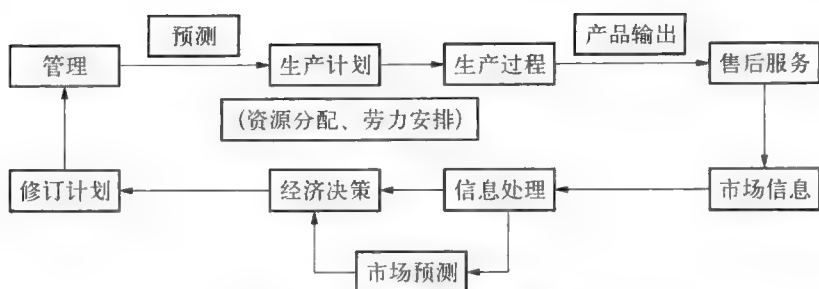 预测
产品输出
管理
生产计划
生产过程
售后服务
(资源分配、劳力安排)
修订计划
经济决策
信息处理
市场信息
市场预测